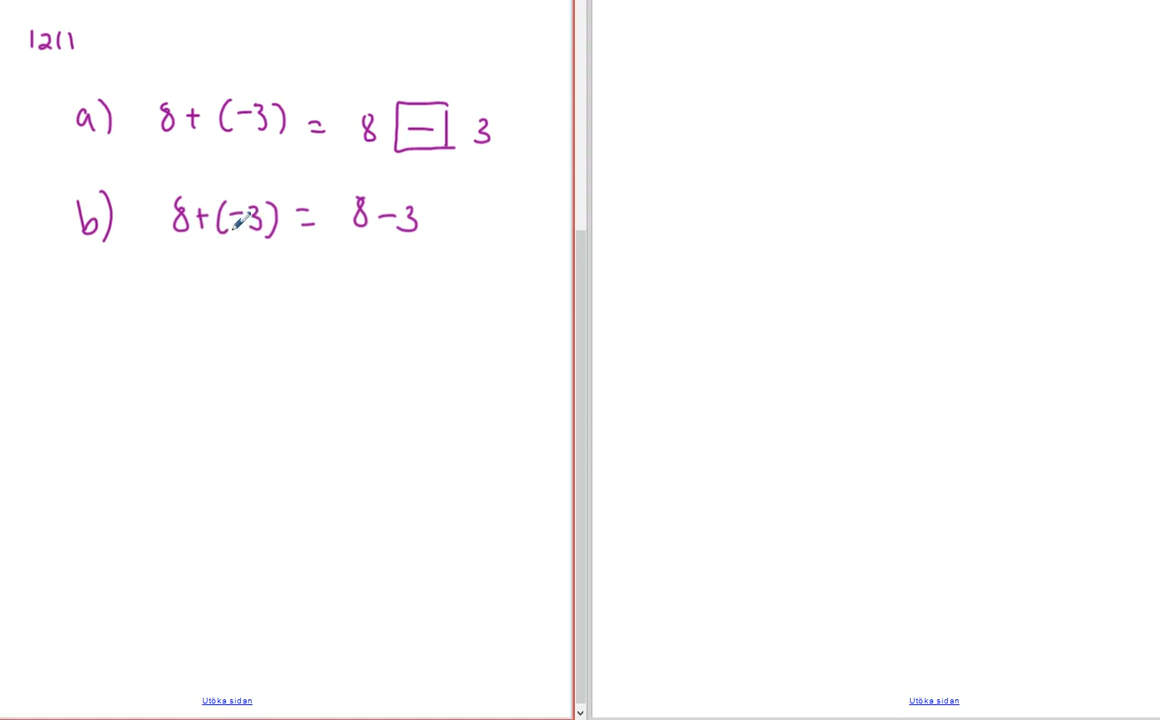 1211
a) 8 + (-3) = 8 - 3
b) 8 + (-3) = 8 - 3
Utöka sidan
Utöka sidan